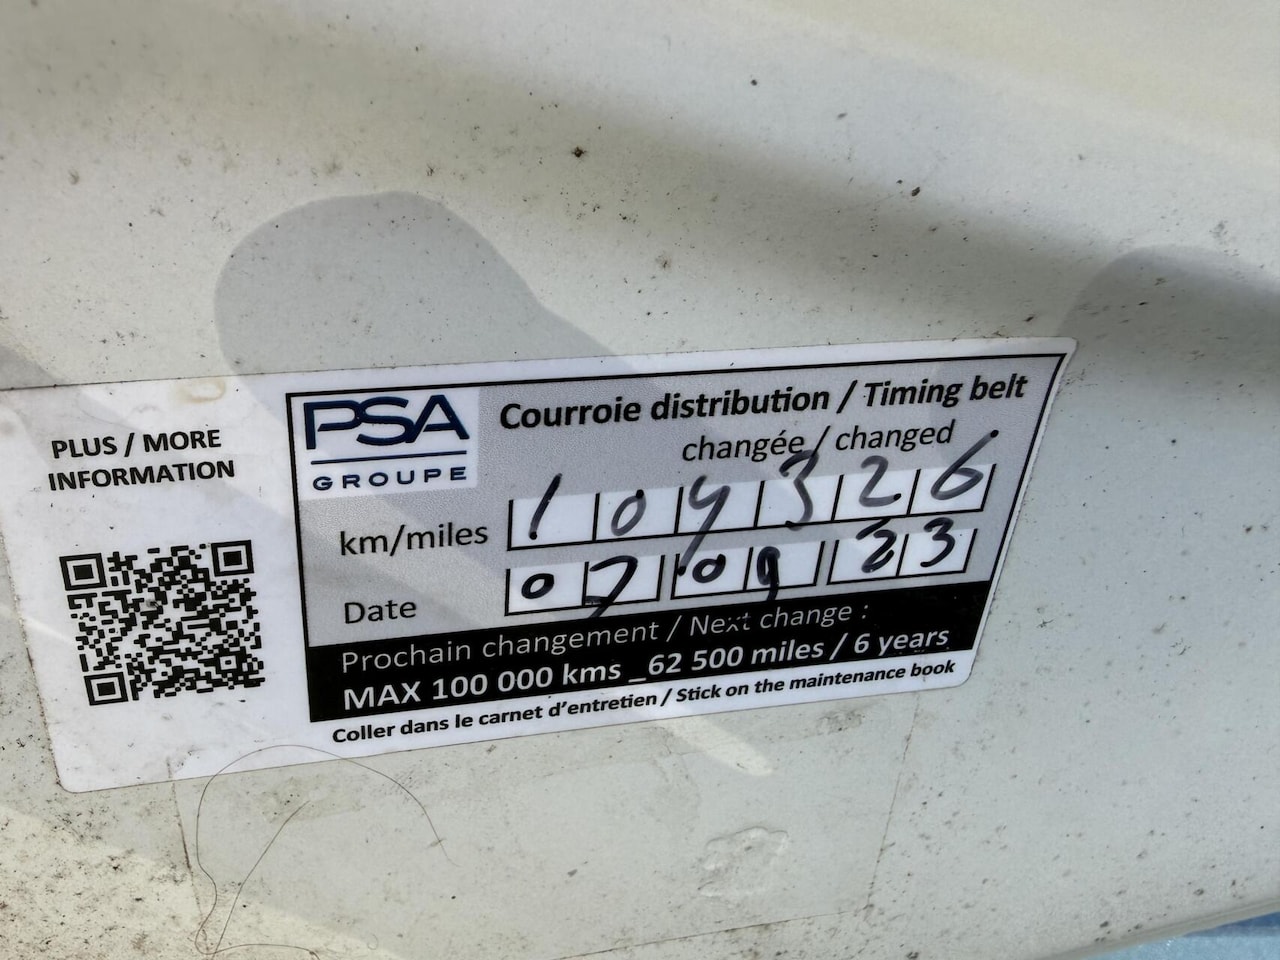 PLUS / MORE
INFORMATION
PSA
GROUPE
Courroie distribution / Timing belt
changée / changed
km/miles 104326
Date 07 09 23
Prochain changement / Next change :
MAX 100 000 kms _62 500 miles / 6 years
Coller dans le carnet d'entretien / Stick on the maintenance book